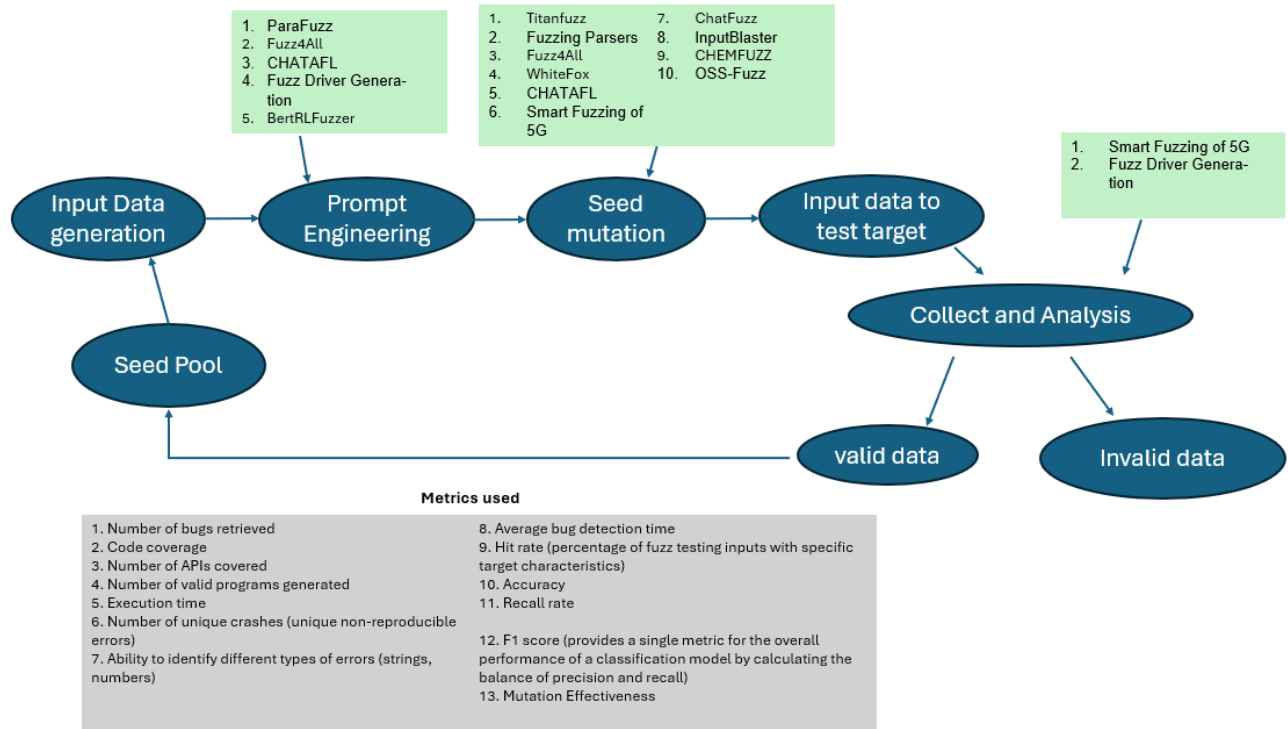 1. ParaFuzz
2. Fuzz4All
3. CHATAFL
4. Fuzz Driver Genera-
tion
5. BertRLFuzzer
1. Titanfuzz
2. Fuzzing Parsers
3. Fuzz4All
4. WhiteFox
5. CHATAFL
6. Smart Fuzzing of
5G
7. ChatFuzz
8. InputBlaster
9. CHEMFUZZ
10. OSS-Fuzz
1. Smart Fuzzing of 5G
2. Fuzz Driver Genera-
tion
Input Data
generation
Prompt
Engineering
Seed
mutation
Input data to
test target
Collect and Analysis
Seed Pool
valid data
Invalid data
Metrics used
1. Number of bugs retrieved
2. Code coverage
3. Number of APIs covered
4. Number of valid programs generated
5. Execution time
6. Number of unique crashes (unique non-reproducible
errors)
7. Ability to identify different types of errors (strings,
numbers)
8. Average bug detection time
9. Hit rate (percentage of fuzz testing inputs with specific
target characteristics)
10. Accuracy
11. Recall rate
12. F1 score (provides a single metric for the overall
performance of a classification model by calculating the
balance of precision and recall)
13. Mutation Effectiveness